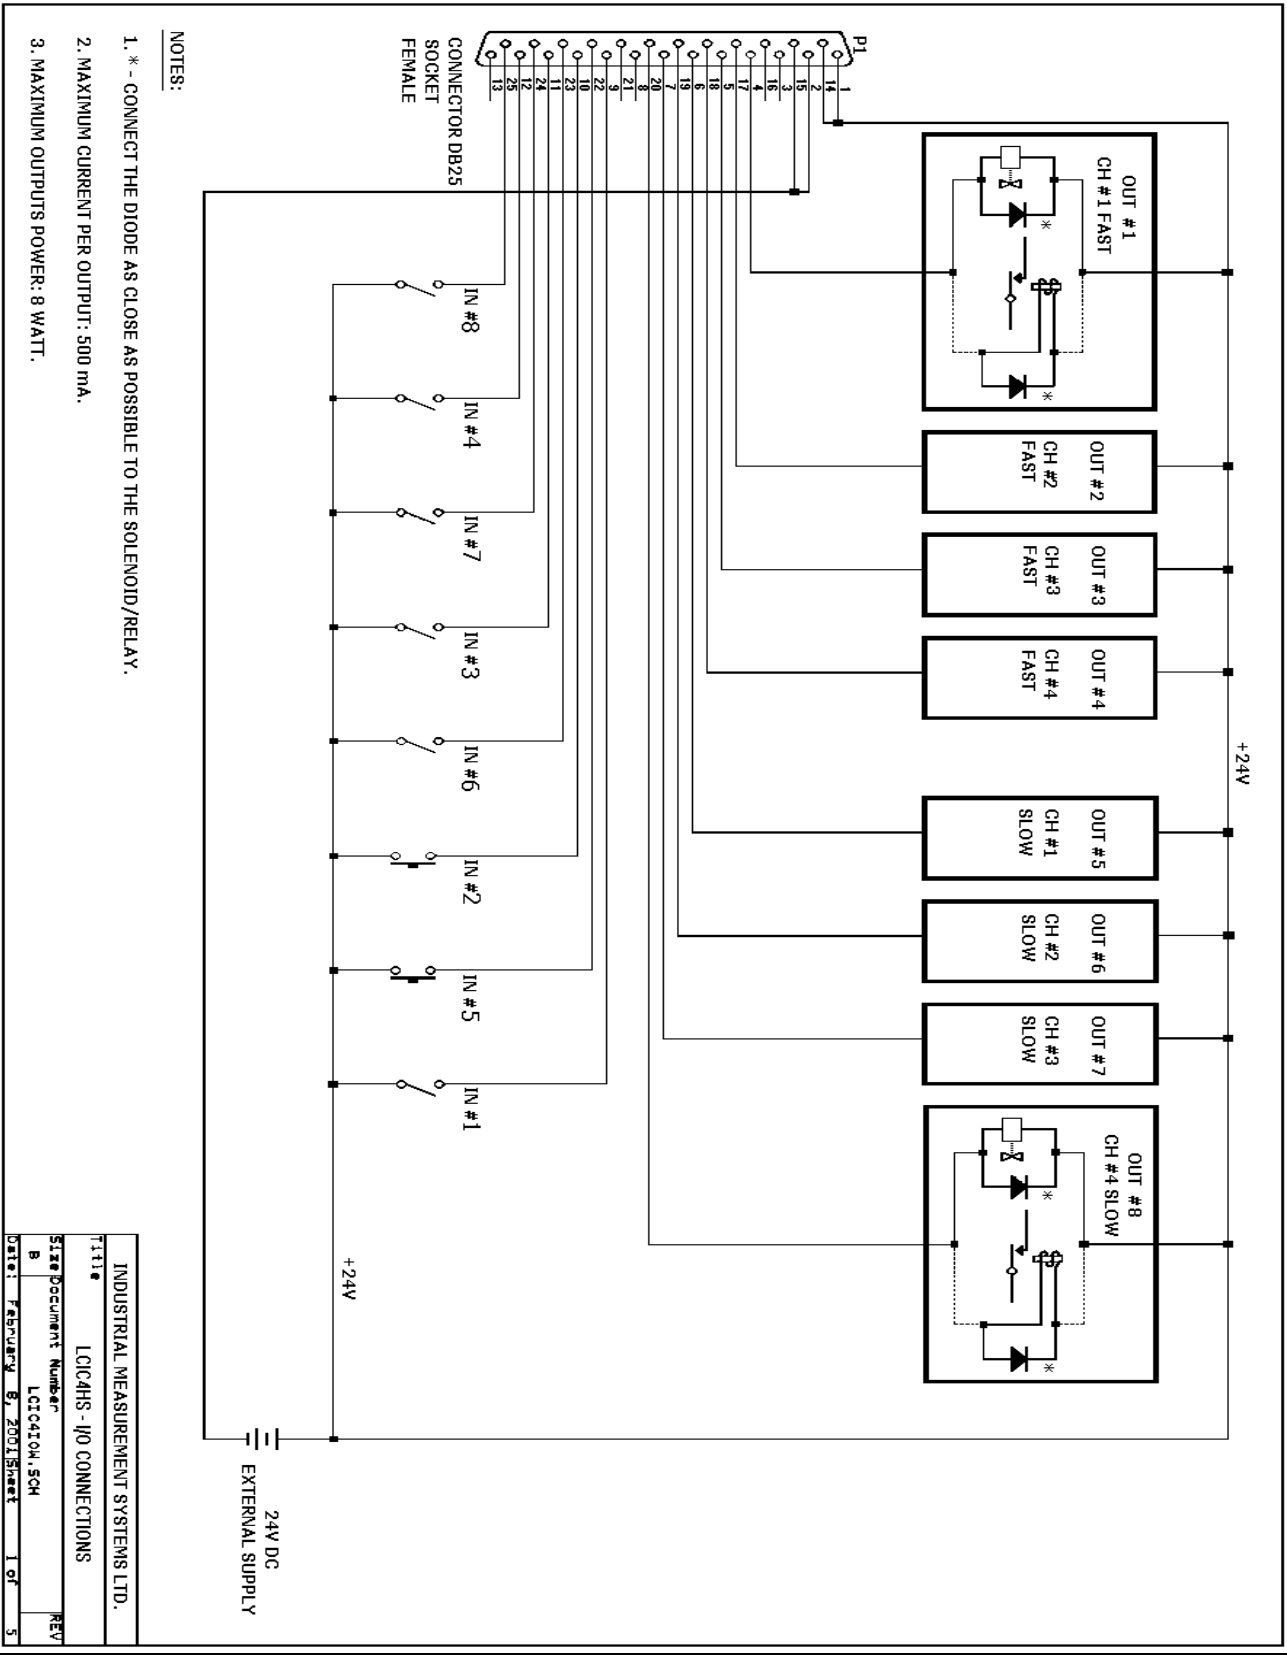 P1
1
14
2
15
3
16
4
17
5
18
6
19
7
20
8
21
9
22
10
23
11
24
12
25
13
CONNECTOR DB25
SOCKET
FEMALE
OUT #1
CH #1 FAST
*
*
OUT #2
CH #2
FAST
OUT #3
CH #3
FAST
OUT #4
CH #4
FAST
+24V
OUT #5
CH #1
SLOW
OUT #6
CH #2
SLOW
OUT #7
CH #3
SLOW
OUT #8
CH #4 SLOW
*
*
IN #8
IN #4
IN #7
IN #3
IN #6
IN #2
IN #5
IN #1
+24V
24V DC
EXTERNAL SUPPLY
NOTES:
1. * - CONNECT THE DIODE AS CLOSE AS POSSIBLE TO THE SOLENOID/RELAY.
2. MAXIMUM CURRENT PER OUTPUT: 500 mA.
3. MAXIMUM OUTPUTS POWER: 8 WATT.
INDUSTRIAL MEASUREMENT SYSTEMS LTD.
Title
LCIC4HS - I/O CONNECTIONS
Size Document Number REV
B LCIC4IOW.SCH
Date: February 8, 2001 Sheet 1 of 5